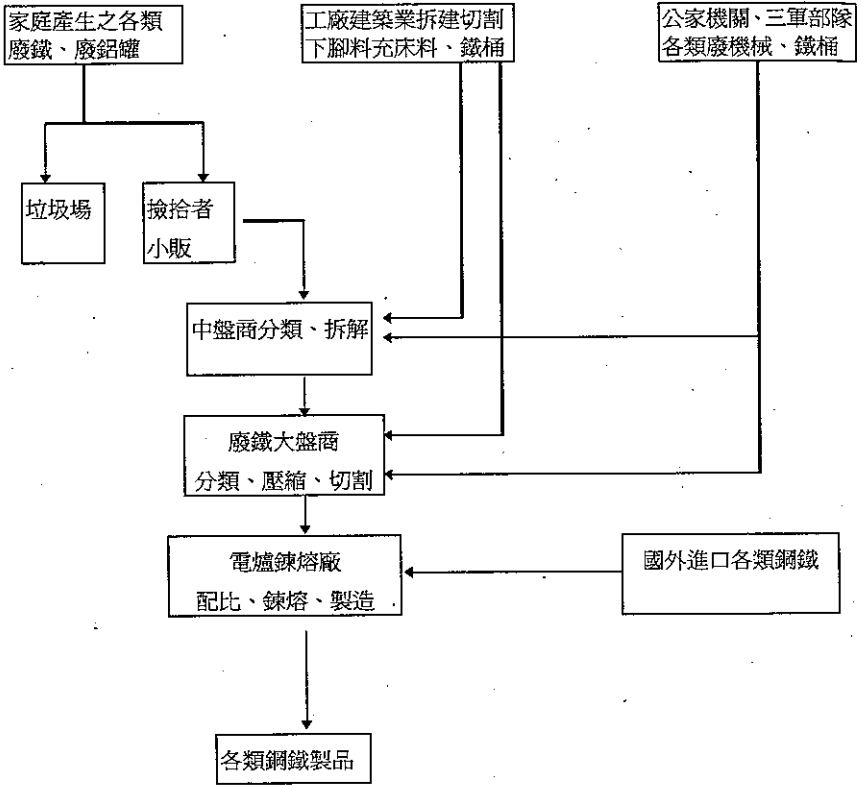 家庭產生之各類
廢鐵、廢鋁罐
工廠建築業拆建切割
下腳料充床料、鐵桶
公家機關、三軍部隊
各類廢機械、鐵桶
垃圾場
撿拾者
小販
中盤商分類、拆解
廢鐵大盤商
分類、壓縮、切割
電爐鍊熔廠
配比、鍊熔、製造
國外進口各類鋼鐵
各類鋼鐵製品